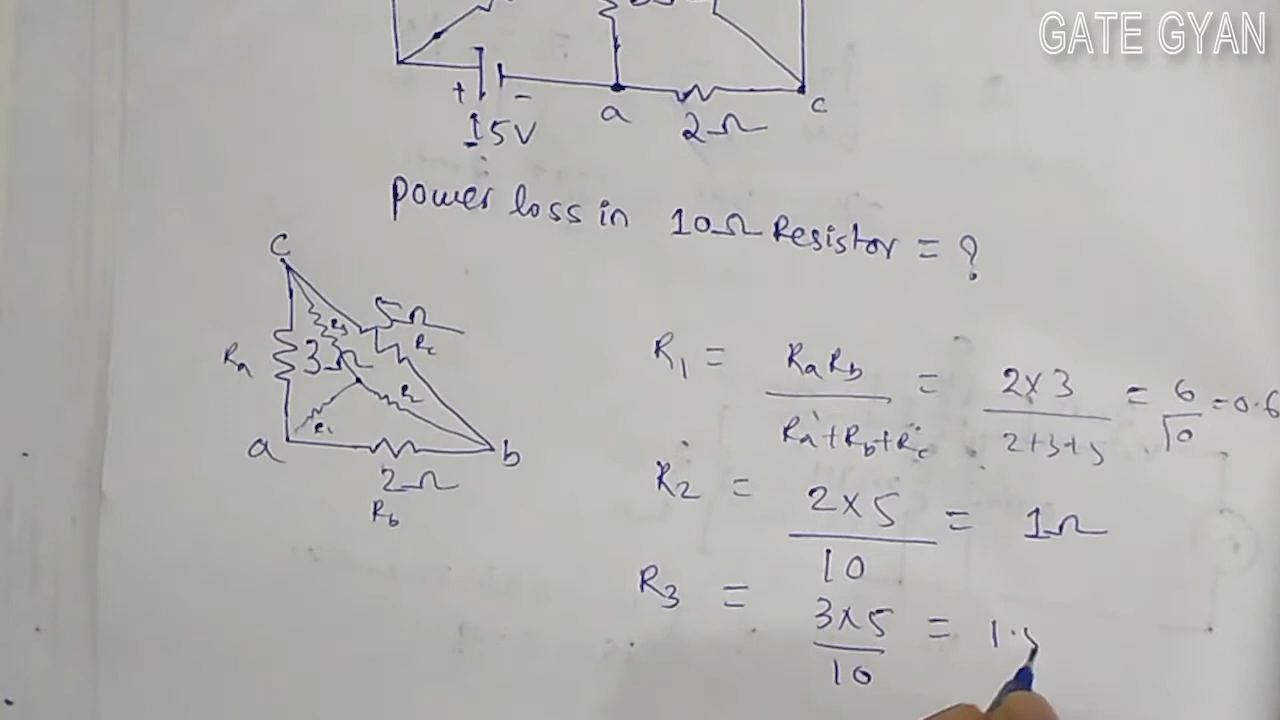 GATE GYAN
+ -
15V
a
2Ω
c
power loss in 10Ω Resistor = ?
C
5Ω
Ra 3Ω R3 Rc
R2
R1
a b
2Ω
Rb
R1 = RaRb / Ra+Rb+Rc = 2×3 / 2+3+5 = 6/10 = 0.6
R2 = 2×5 / 10 = 1Ω
R3 = 3×5 / 10 = 1.5